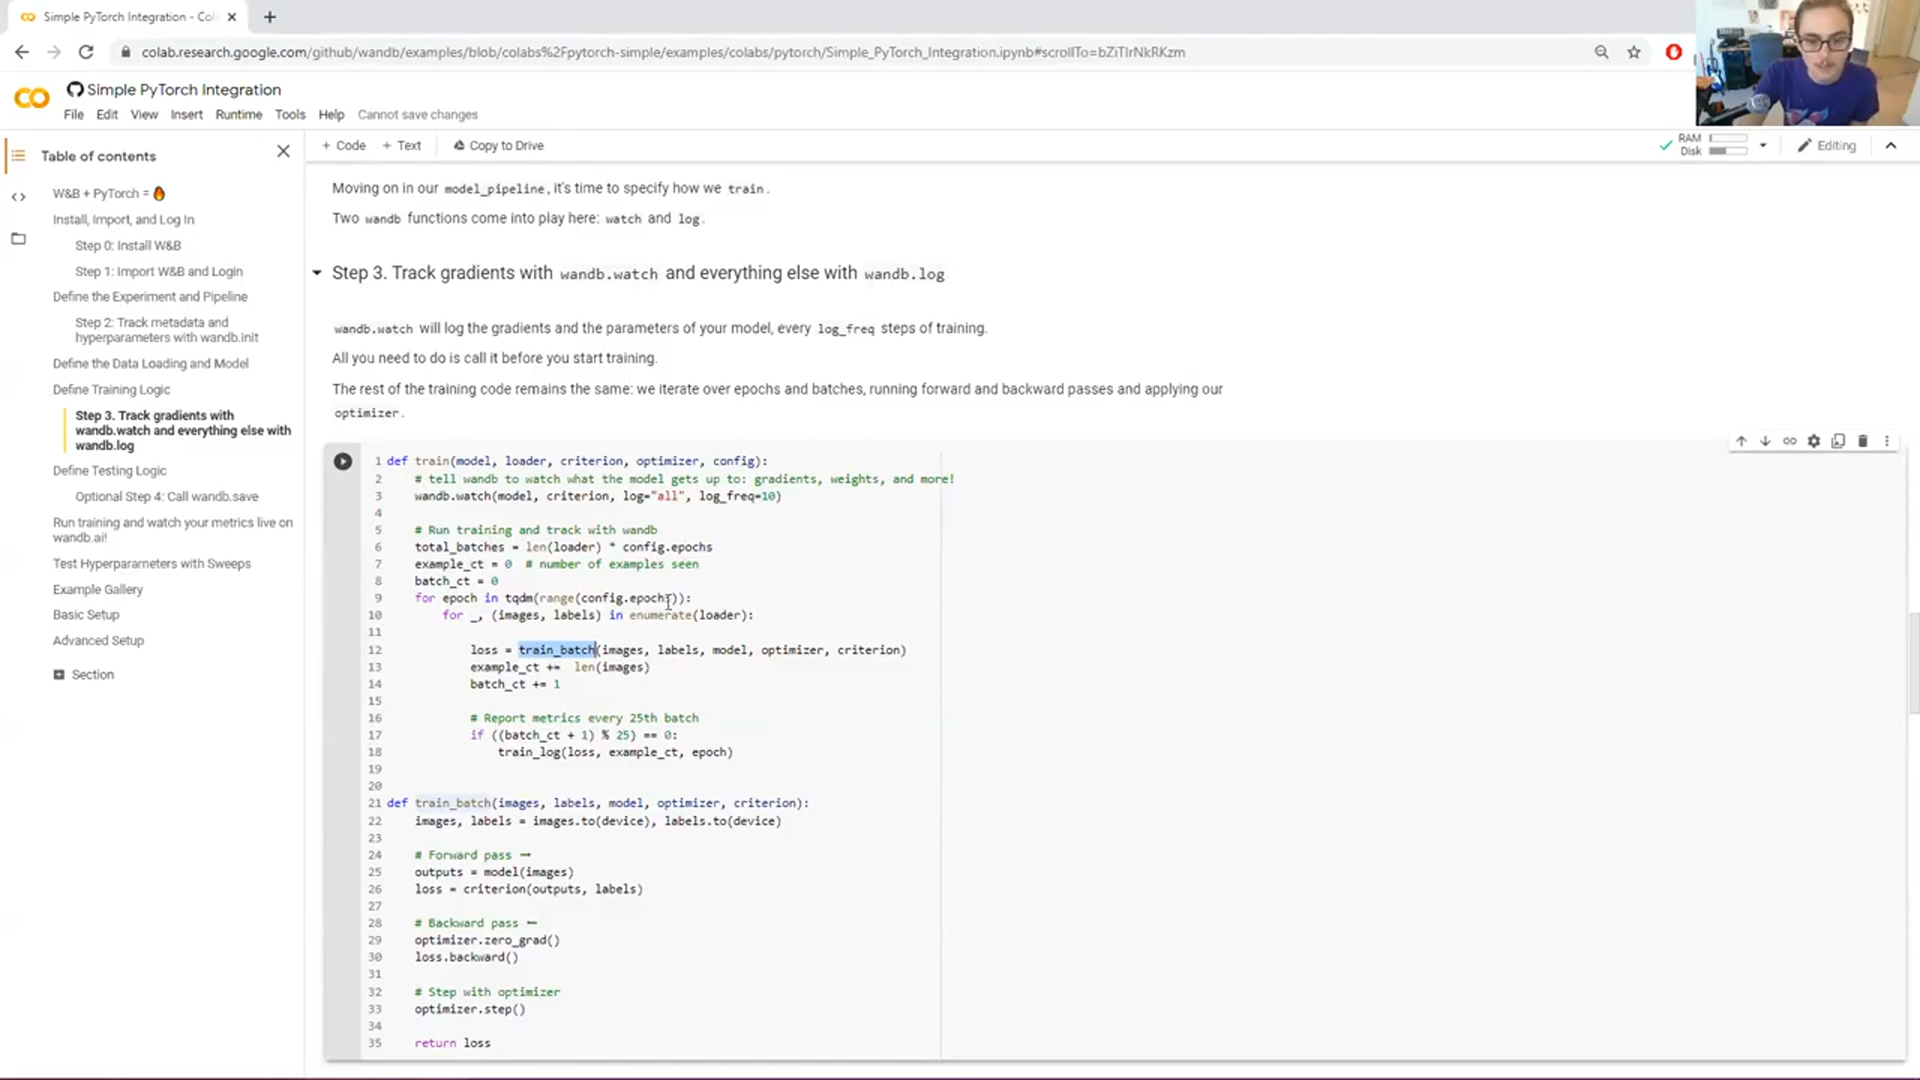 Simple PyTorch Integration - Col
colab.research.google.com/github/wandb/examples/blob/colabs%2Fpytorch-simple/examples/colabs/pytorch/Simple_PyTorch_Integration.ipynb#scrollTo=bZiTlrNkRKzm
Simple PyTorch Integration
File Edit View Insert Runtime Tools Help Cannot save changes
Table of contents
+ Code + Text Copy to Drive
RAM
Disk
Editing
W&B + PyTorch = 🔥
Install, Import, and Log In
Step 0: Install W&B
Step 1: Import W&B and Login
Define the Experiment and Pipeline
Step 2: Track metadata and
hyperparameters with wandb.init
Define the Data Loading and Model
Define Training Logic
Step 3. Track gradients with
wandb.watch and everything else with
wandb.log
Define Testing Logic
Optional Step 4: Call wandb.save
Run training and watch your metrics live on
wandb.ai!
Test Hyperparameters with Sweeps
Example Gallery
Basic Setup
Advanced Setup
Section
Moving on in our model_pipeline, it's time to specify how we train.
Two wandb functions come into play here: watch and log.
Step 3. Track gradients with wandb.watch and everything else with wandb.log
wandb.watch will log the gradients and the parameters of your model, every log_freq steps of training.
All you need to do is call it before you start training.
The rest of the training code remains the same: we iterate over epochs and batches, running forward and backward passes and applying our
optimizer.
1 def train(model, loader, criterion, optimizer, config):
2 # tell wandb to watch what the model gets up to: gradients, weights, and more!
3 wandb.watch(model, criterion, log="all", log_freq=10)
4
5 # Run training and track with wandb
6 total_batches = len(loader) * config.epochs
7 example_ct = 0 # number of examples seen
8 batch_ct = 0
9 for epoch in tqdm(range(config.epochs)):
10 for _, (images, labels) in enumerate(loader):
11
12 loss = train_batch(images, labels, model, optimizer, criterion)
13 example_ct += len(images)
14 batch_ct += 1
15
16 # Report metrics every 25th batch
17 if ((batch_ct + 1) % 25) == 0:
18 train_log(loss, example_ct, epoch)
19
20
21 def train_batch(images, labels, model, optimizer, criterion):
22 images, labels = images.to(device), labels.to(device)
23
24 # Forward pass ➡
25 outputs = model(images)
26 loss = criterion(outputs, labels)
27
28 # Backward pass ⬅
29 optimizer.zero_grad()
30 loss.backward()
31
32 # Step with optimizer
33 optimizer.step()
34
35 return loss